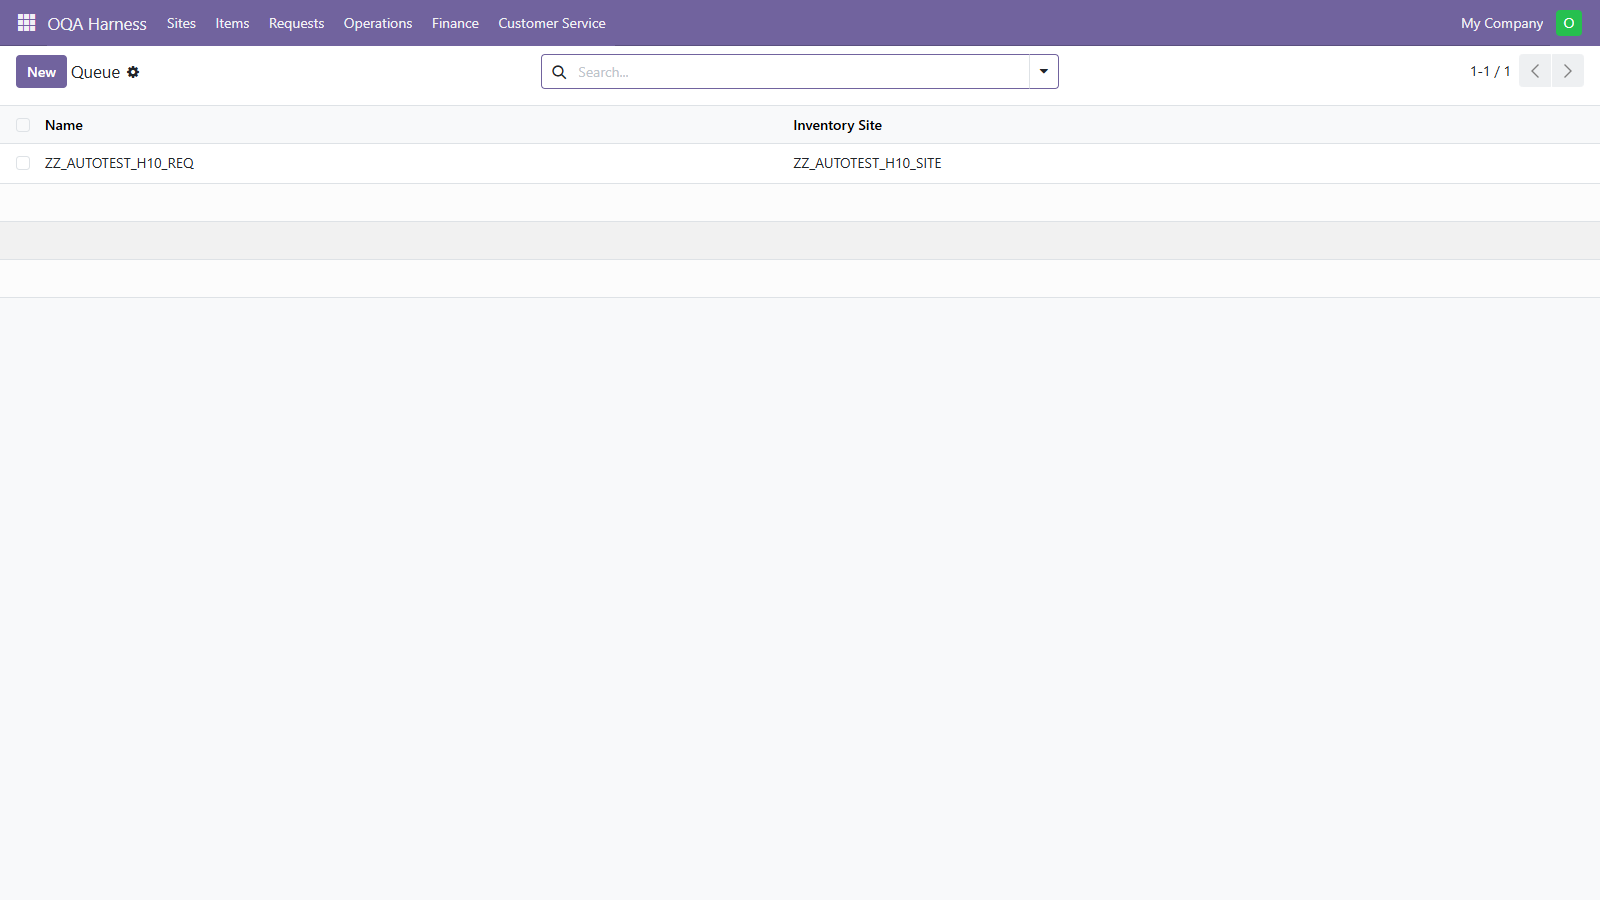 OQA Harness Sites Items Requests Operations Finance Customer Service My Company O
New Queue Search... 1-1 / 1
Name Inventory Site
ZZ_AUTOTEST_H10_REQ ZZ_AUTOTEST_H10_SITE